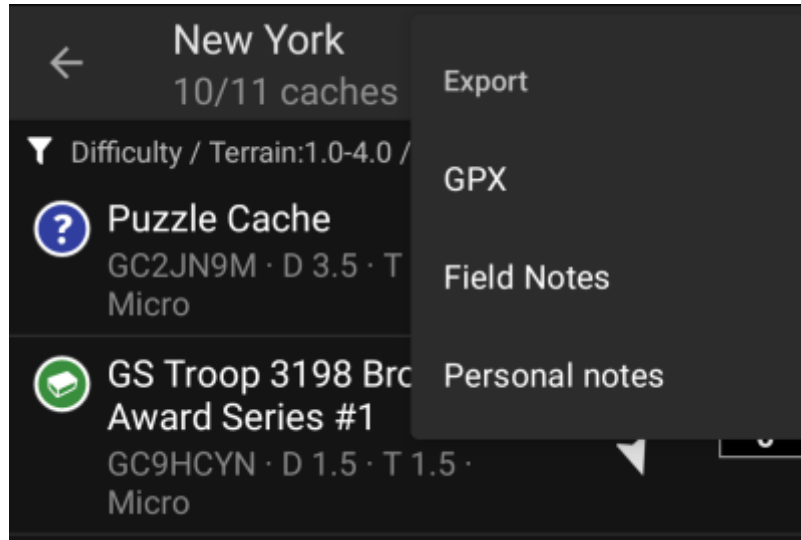 New York
10/11 caches
Difficulty / Terrain:1.0-4.0 /
Puzzle Cache
GC2JN9M · D 3.5 · T
Micro
GS Troop 3198
Award Series #1
GC9HCYN · D 1.5 · T 1.5 ·
Micro
Export
GPX
Field Notes
Personal notes